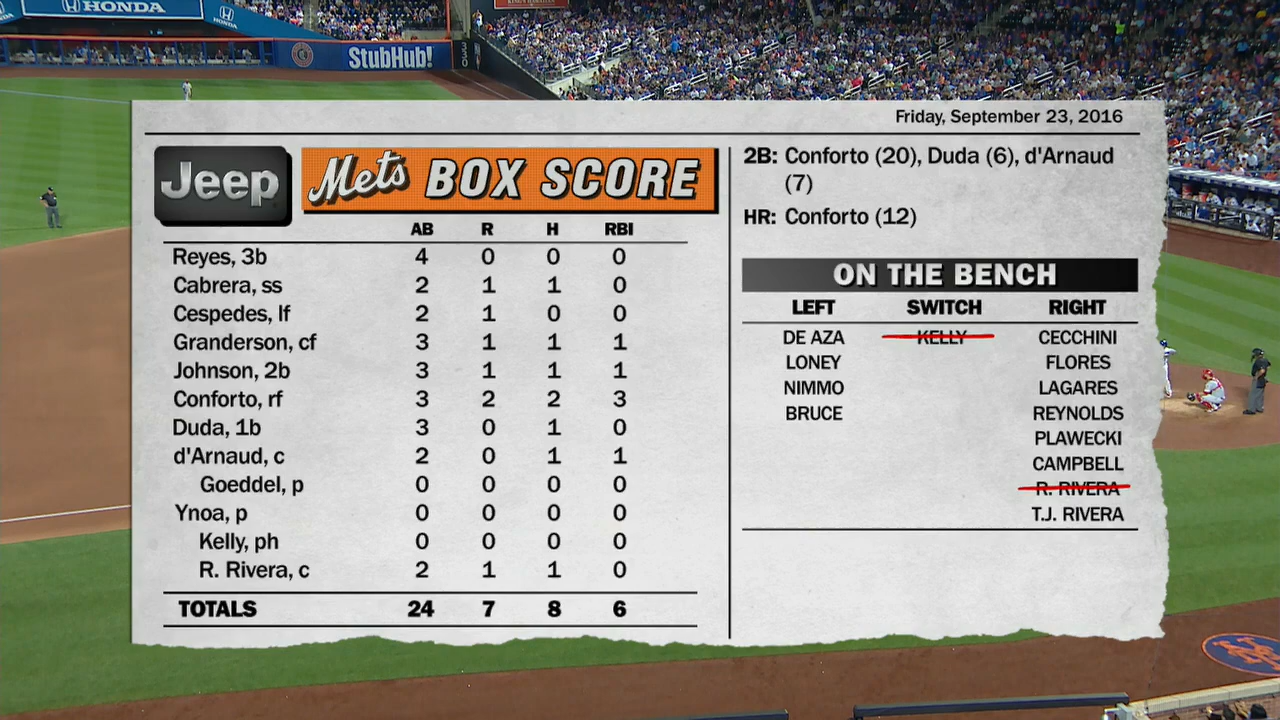 HONDA
HONDA
StubHub!
Friday, September 23, 2016
Jeep
Mets BOX SCORE
AB R H RBI
Reyes, 3b 4 0 0 0
Cabrera, ss 2 1 1 0
Cespedes, lf 2 1 0 0
Granderson, cf 3 1 1 1
Johnson, 2b 3 1 1 1
Conforto, rf 3 2 2 3
Duda, 1b 3 0 1 0
d'Arnaud, c 2 0 1 1
Goeddel, p 0 0 0 0
Ynoa, p 0 0 0 0
Kelly, ph 0 0 0 0
R. Rivera, c 2 1 1 0
TOTALS 24 7 8 6
2B: Conforto (20), Duda (6), d'Arnaud
(7)
HR: Conforto (12)
ON THE BENCH
LEFT SWITCH RIGHT
DE AZA KELLY CECCHINI
LONEY FLORES
NIMMO LAGARES
BRUCE REYNOLDS
PLAWECKI
CAMPBELL
R. RIVERA
T.J. RIVERA